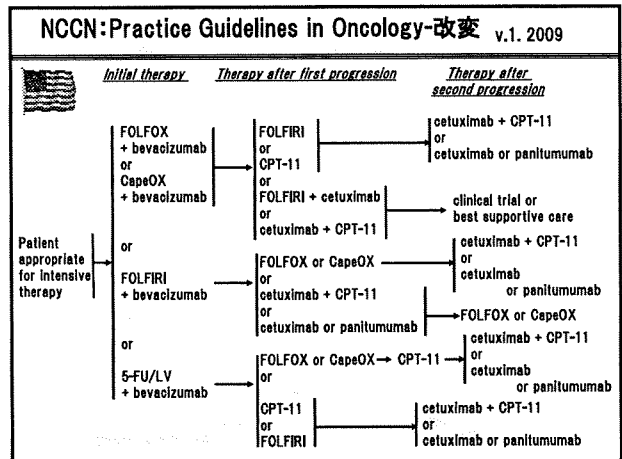 NCCN:Practice Guidelines in Oncology-改変 v.1. 2009
Initial therapy
Therapy after first progression
Therapy after
second progression
Patient
appropriate
for intensive
therapy
FOLFOX
+ bevacizumab
or
CapeOX
+ bevacizumab
or
FOLFIRI
+ bevacizumab
or
5-FU/LV
+ bevacizumab
FOLFIRI
or
CPT-11
or
FOLFIRI + cetuximab
or
cetuximab + CPT-11
cetuximab + CPT-11
or
cetuximab or panitumumab
clinical trial or
best supportive care
FOLFOX or CapeOX
or
cetuximab + CPT-11
or
cetuximab or panitumumab
cetuximab + CPT-11
or
cetuximab
or panitumumab
FOLFOX or CapeOX
FOLFOX or CapeOX → CPT-11
or
CPT-11
or
FOLFIRI
cetuximab + CPT-11
or
cetuximab
or panitumumab
cetuximab + CPT-11
or
cetuximab or panitumumab